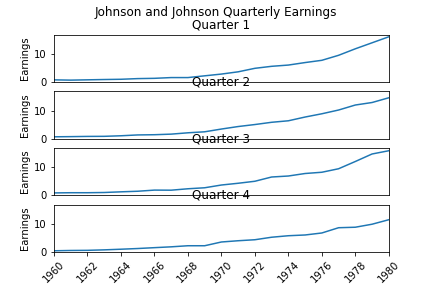 Johnson and Johnson Quarterly Earnings
Quarter 1
Earnings
10
0
Quarter 2
Earnings
10
0
Quarter 3
Earnings
10
0
Quarter 4
Earnings
10
0
1960 1962 1964 1966 1968 1970 1972 1974 1976 1978 1980